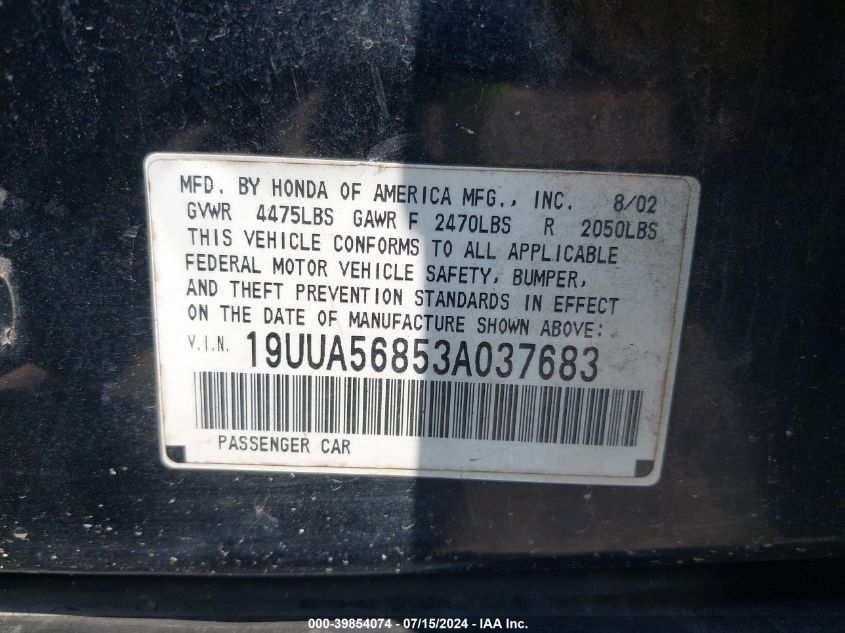 MFD. BY HONDA OF AMERICA MFG., INC. 8/02
GVWR 4475LBS GAWR F 2470LBS R 2050LBS
THIS VEHICLE CONFORMS TO ALL APPLICABLE
FEDERAL MOTOR VEHICLE SAFETY, BUMPER,
AND THEFT PREVENTION STANDARDS IN EFFECT
ON THE DATE OF MANUFACTURE SHOWN ABOVE:
V.I.N. 19UUA56853A037683
PASSENGER CAR
000-39854074 - 07/15/2024 - IAA Inc.